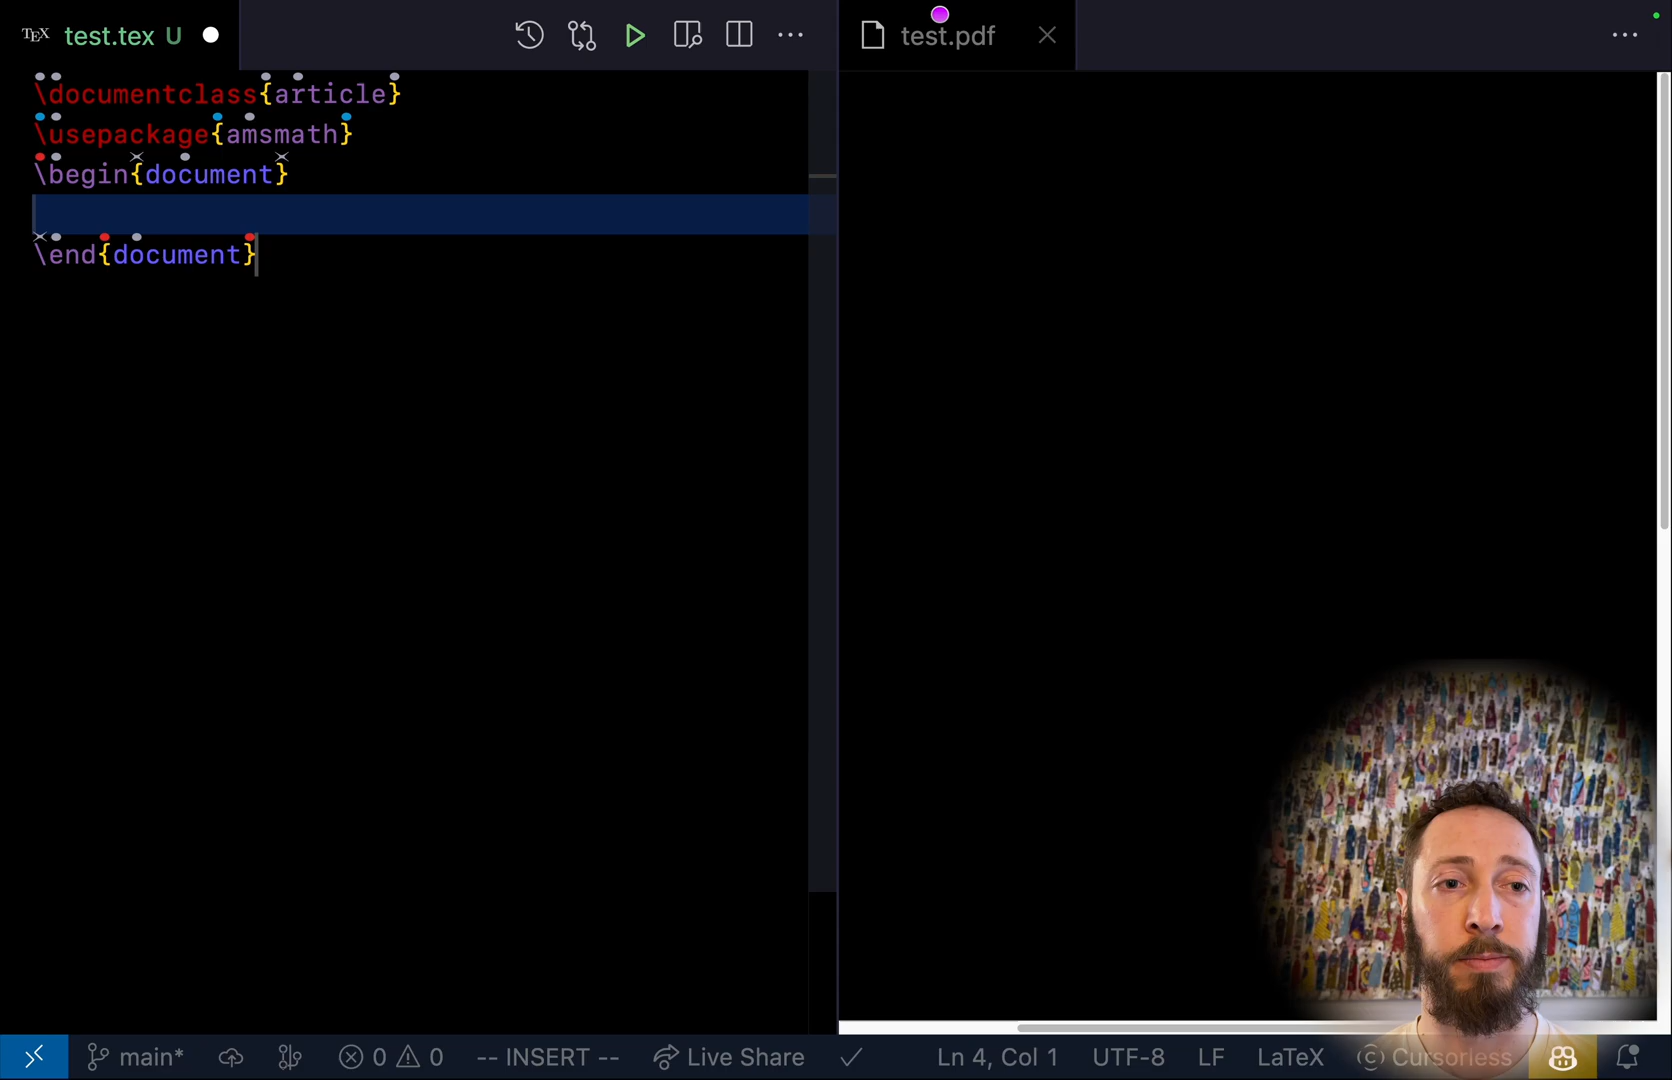 TEX test.tex U
test.pdf
\documentclass{article}
\usepackage{amsmath}
\begin{document}
\end{document}
main* 0 0 -- INSERT -- Live Share Ln 4, Col 1 UTF-8 LF LaTeX Cursorless